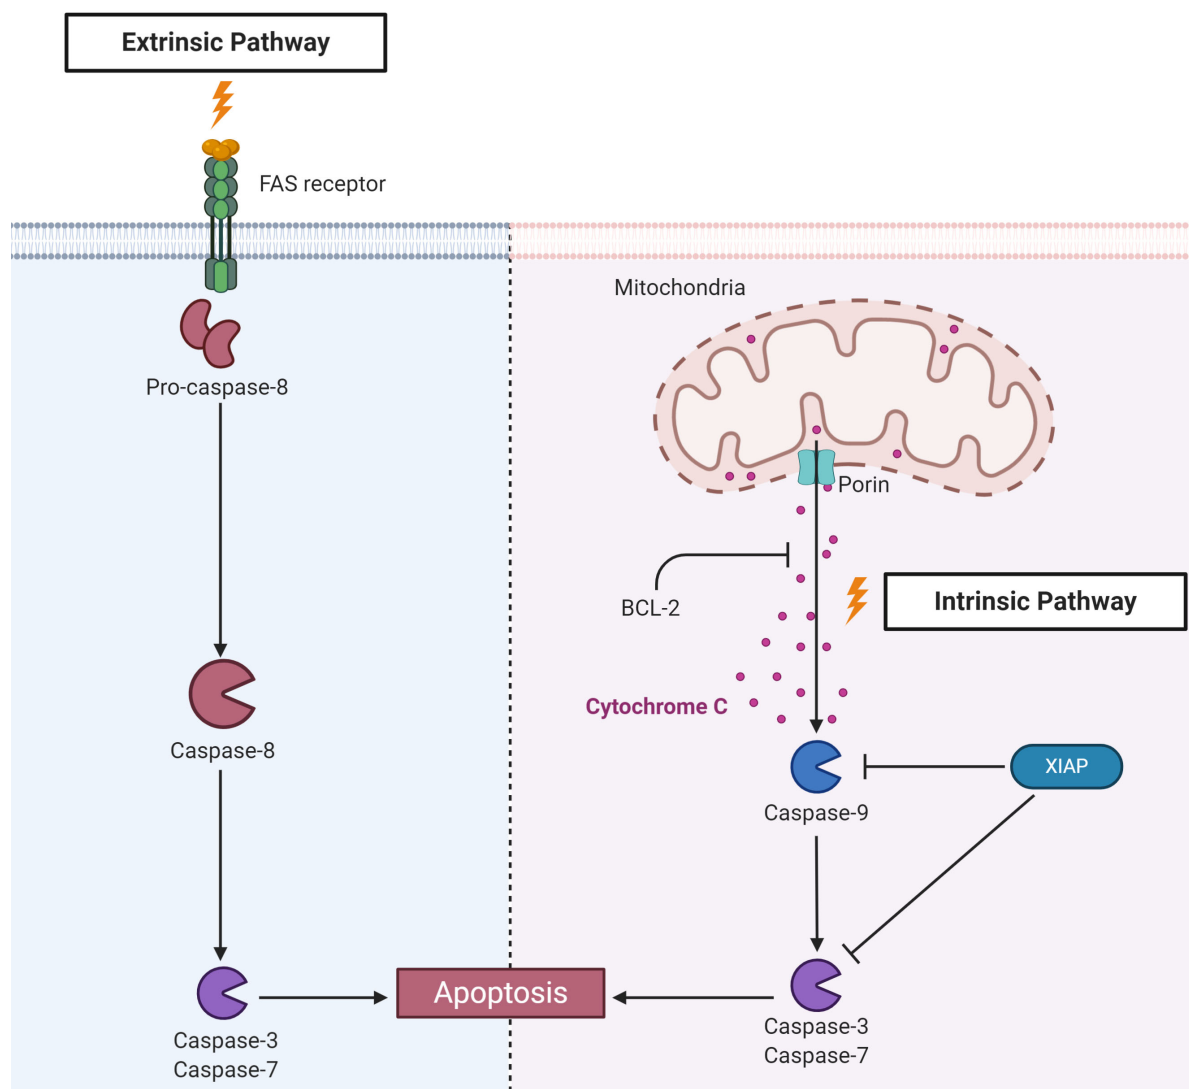 Extrinsic Pathway
FAS receptor
Pro-caspase-8
Caspase-8
Caspase-3
Caspase-7
Apoptosis
Mitochondria
Porin
BCL-2
Intrinsic Pathway
Cytochrome C
XIAP
Caspase-9
Caspase-3
Caspase-7